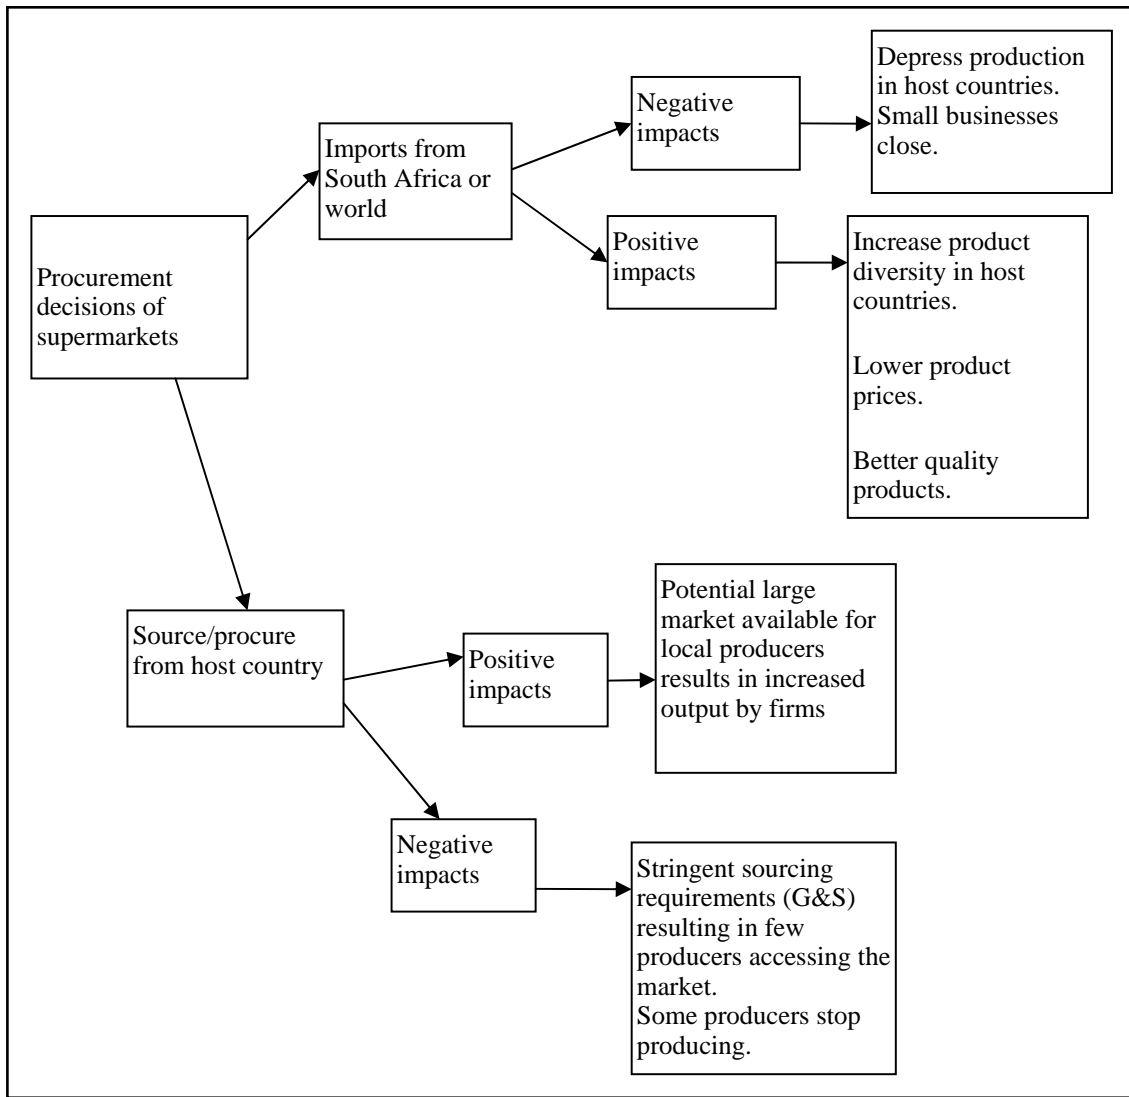 Procurement
decisions of
supermarkets
Imports from
South Africa or
world
Negative
impacts
Depress production
in host countries.
Small businesses
close.
Positive
impacts
Increase product
diversity in host
countries.
Lower product
prices.
Better quality
products.
Source/procure
from host country
Positive
impacts
Potential large
market available for
local producers
results in increased
output by firms
Negative
impacts
Stringent sourcing
requirements (G&S)
resulting in few
producers accessing the
market.
Some producers stop
producing.